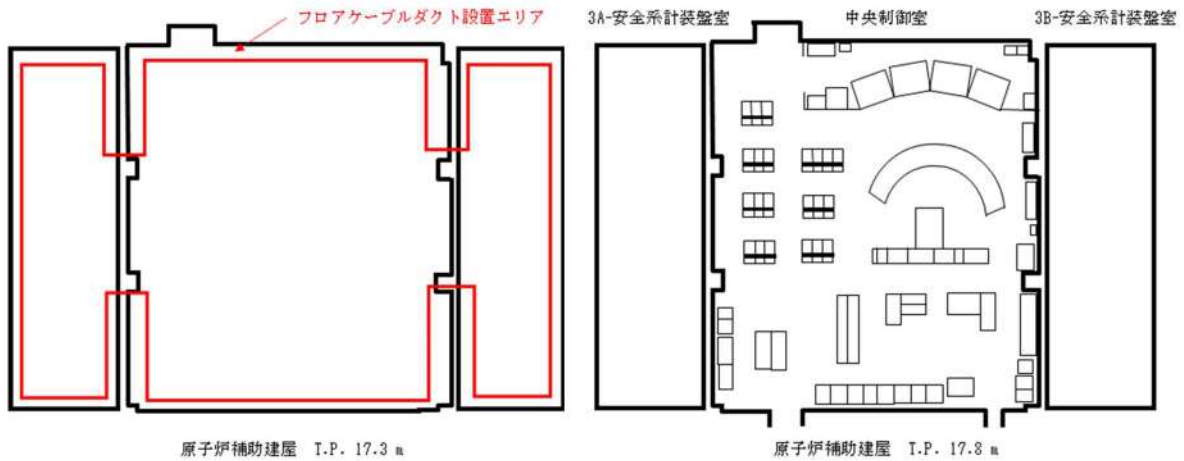 フロアケーブルダクト設置エリア
3A-安全系計装盤室
中央制御室
3B-安全系計装盤室
原子炉補助建屋 T.P. 17.3 m
原子炉補助建屋 T.P. 17.8 m